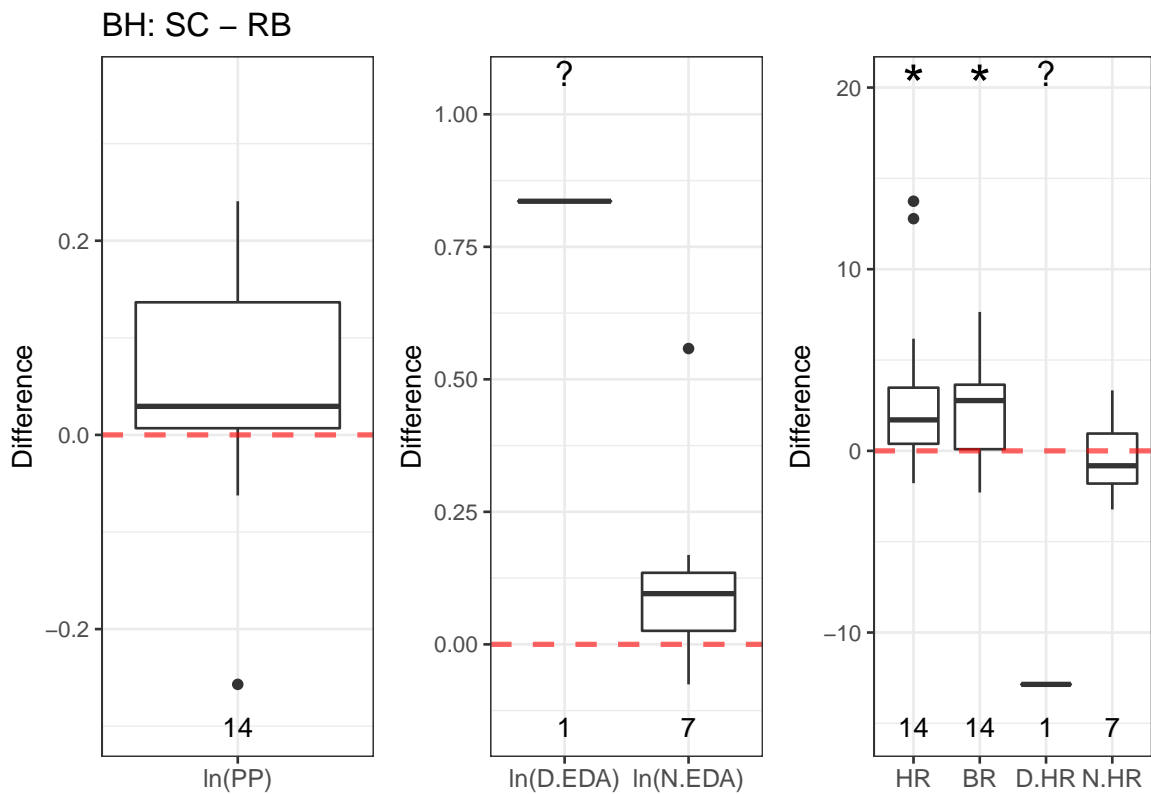 BH: SC – RB
Difference
0.2
0.0
−0.2
14
ln(PP)
Difference
1.00
0.75
0.50
0.25
0.00
?
1 7
ln(D.EDA) ln(N.EDA)
Difference
20
10
0
−10
* * ?
14 14 1 7
HR BR D.HR N.HR